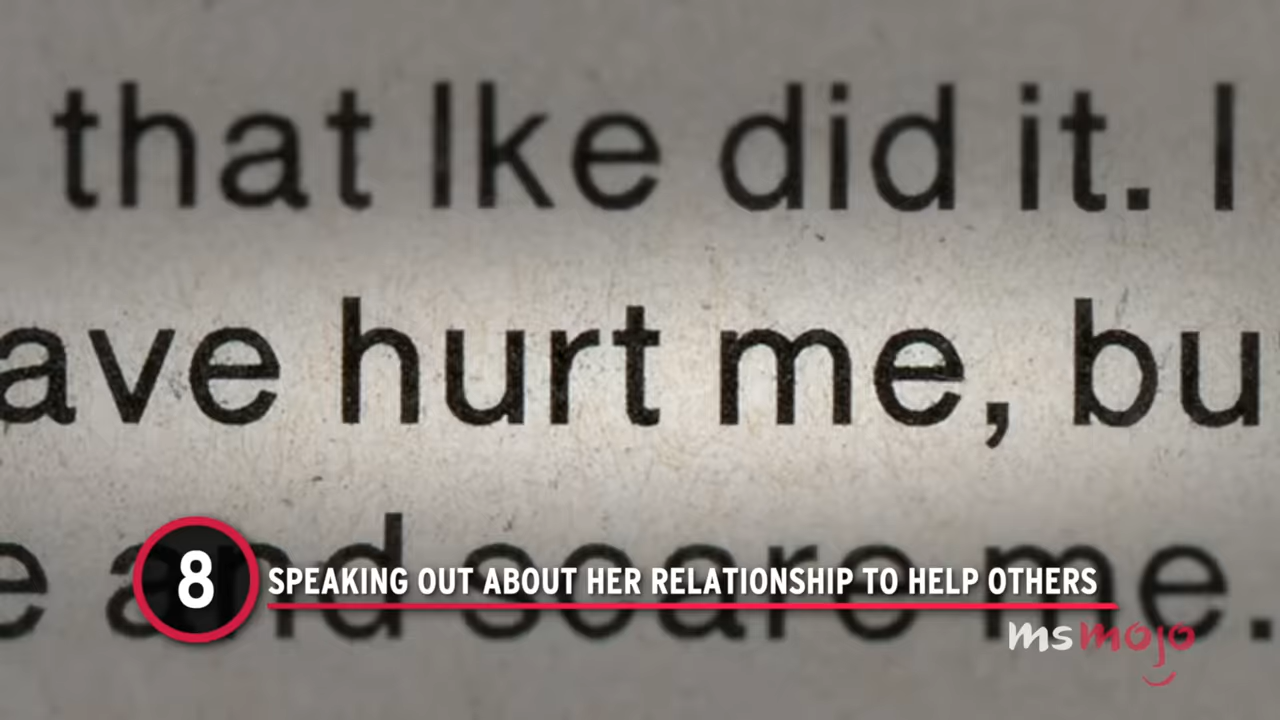 that Ike did it. I
ave hurt me, bu
e and scare me.
8
SPEAKING OUT ABOUT HER RELATIONSHIP TO HELP OTHERS
msmojo